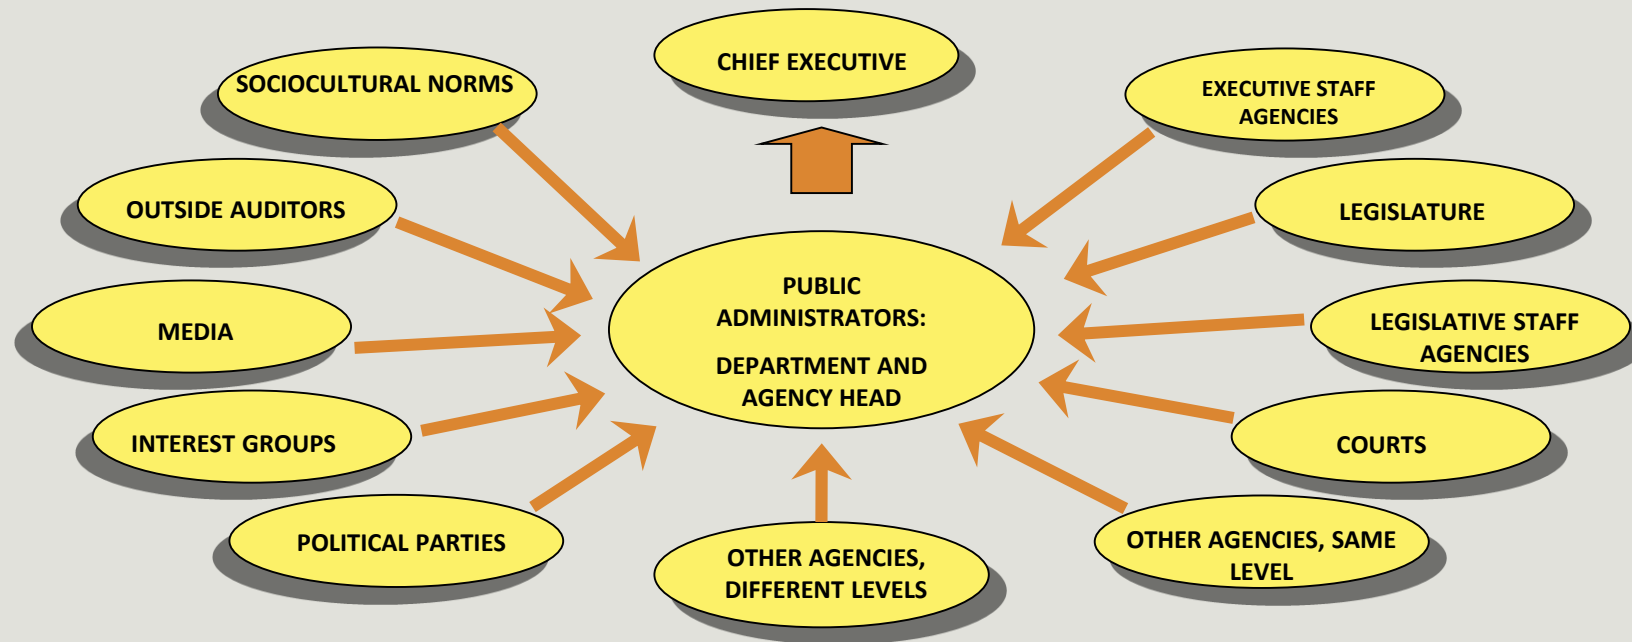 CHIEF EXECUTIVE
SOCIOCULTURAL NORMS
EXECUTIVE STAFF
AGENCIES
OUTSIDE AUDITORS
LEGISLATURE
PUBLIC
ADMINISTRATORS:
DEPARTMENT AND
AGENCY HEAD
MEDIA
LEGISLATIVE STAFF
AGENCIES
INTEREST GROUPS
COURTS
POLITICAL PARTIES
OTHER AGENCIES,
DIFFERENT LEVELS
OTHER AGENCIES, SAME
LEVEL